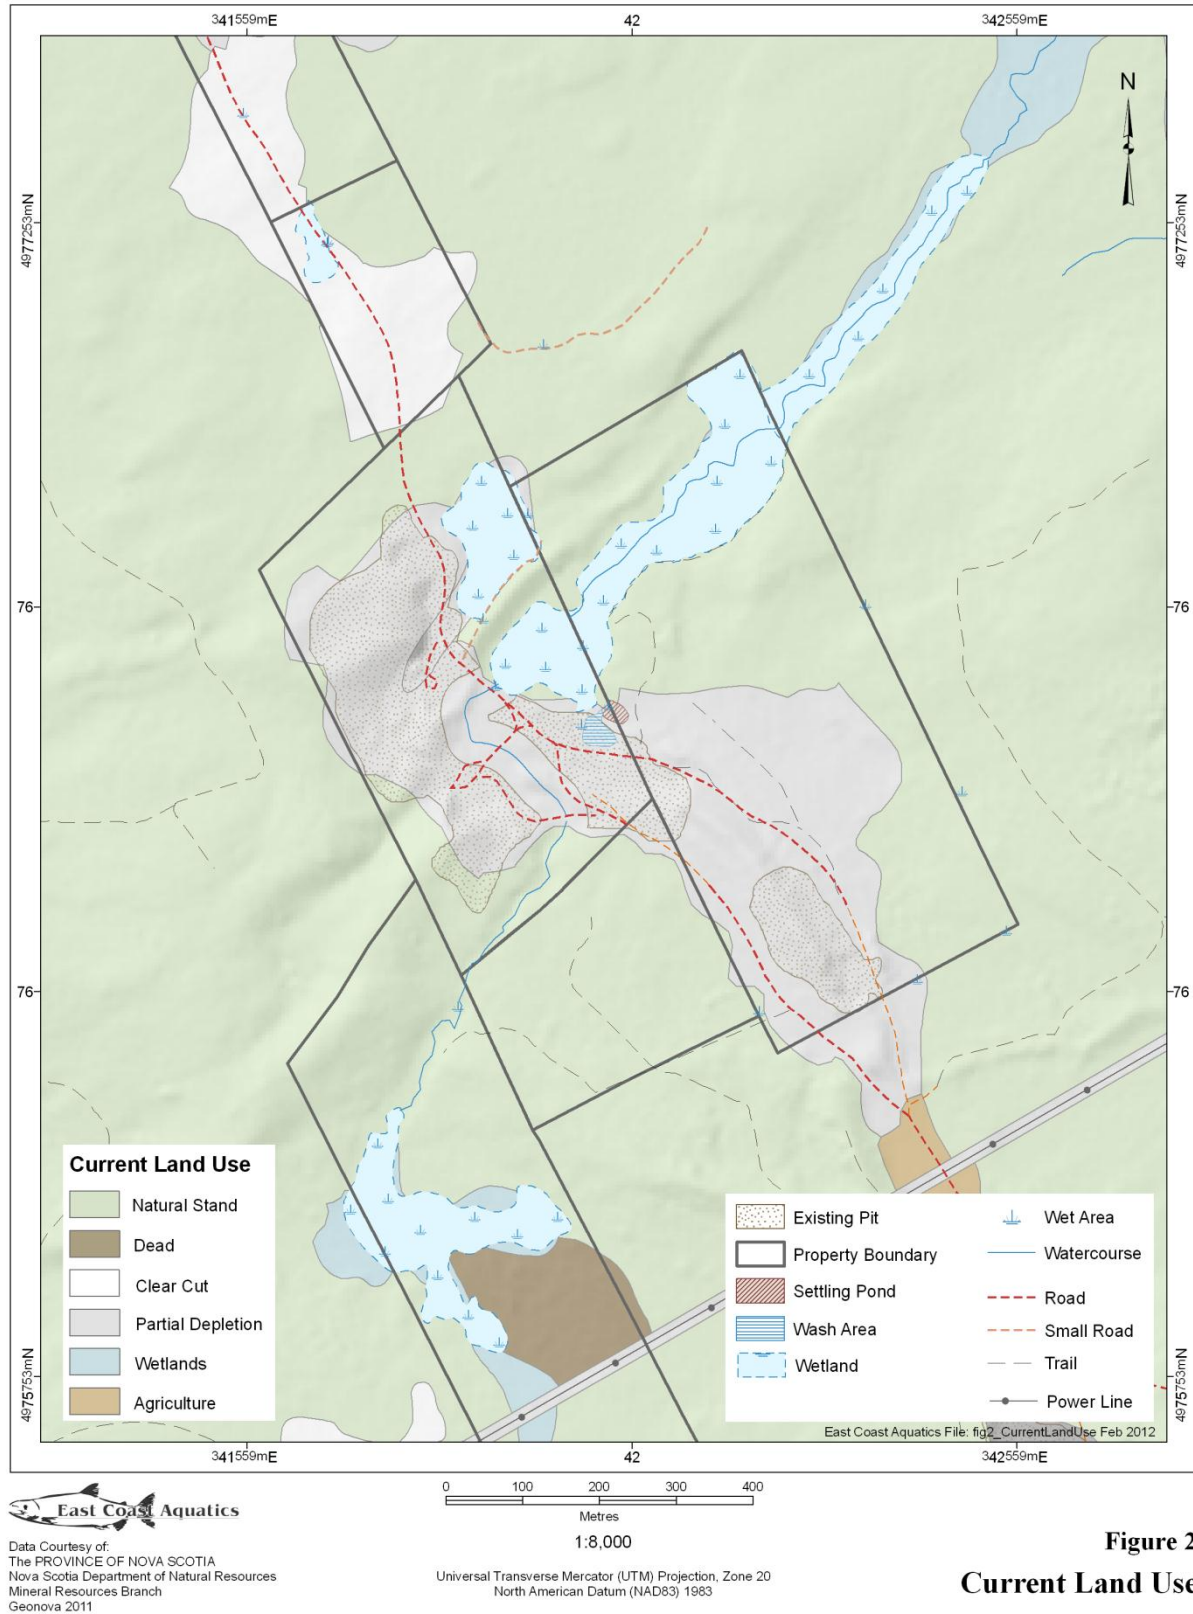 341559mE
42
342559mE
N
4977253mN
4977253mN
76
76
76
76
4975753mN
4975753mN
Current Land Use
Natural Stand
Dead
Clear Cut
Partial Depletion
Wetlands
Agriculture
Existing Pit
Property Boundary
Settling Pond
Wash Area
Wetland
Wet Area
Watercourse
Road
Small Road
Trail
Power Line
East Coast Aquatics File: fig2_CurrentLandUse Feb 2012
341559mE
42
342559mE
East Coast Aquatics
Data Courtesy of:
The PROVINCE OF NOVA SCOTIA
Nova Scotia Department of Natural Resources
Mineral Resources Branch
Geonova 2011
0 100 200 300 400
Metres
1:8,000
Universal Transverse Mercator (UTM) Projection, Zone 20
North American Datum (NAD83) 1983
Figure 2
Current Land Use